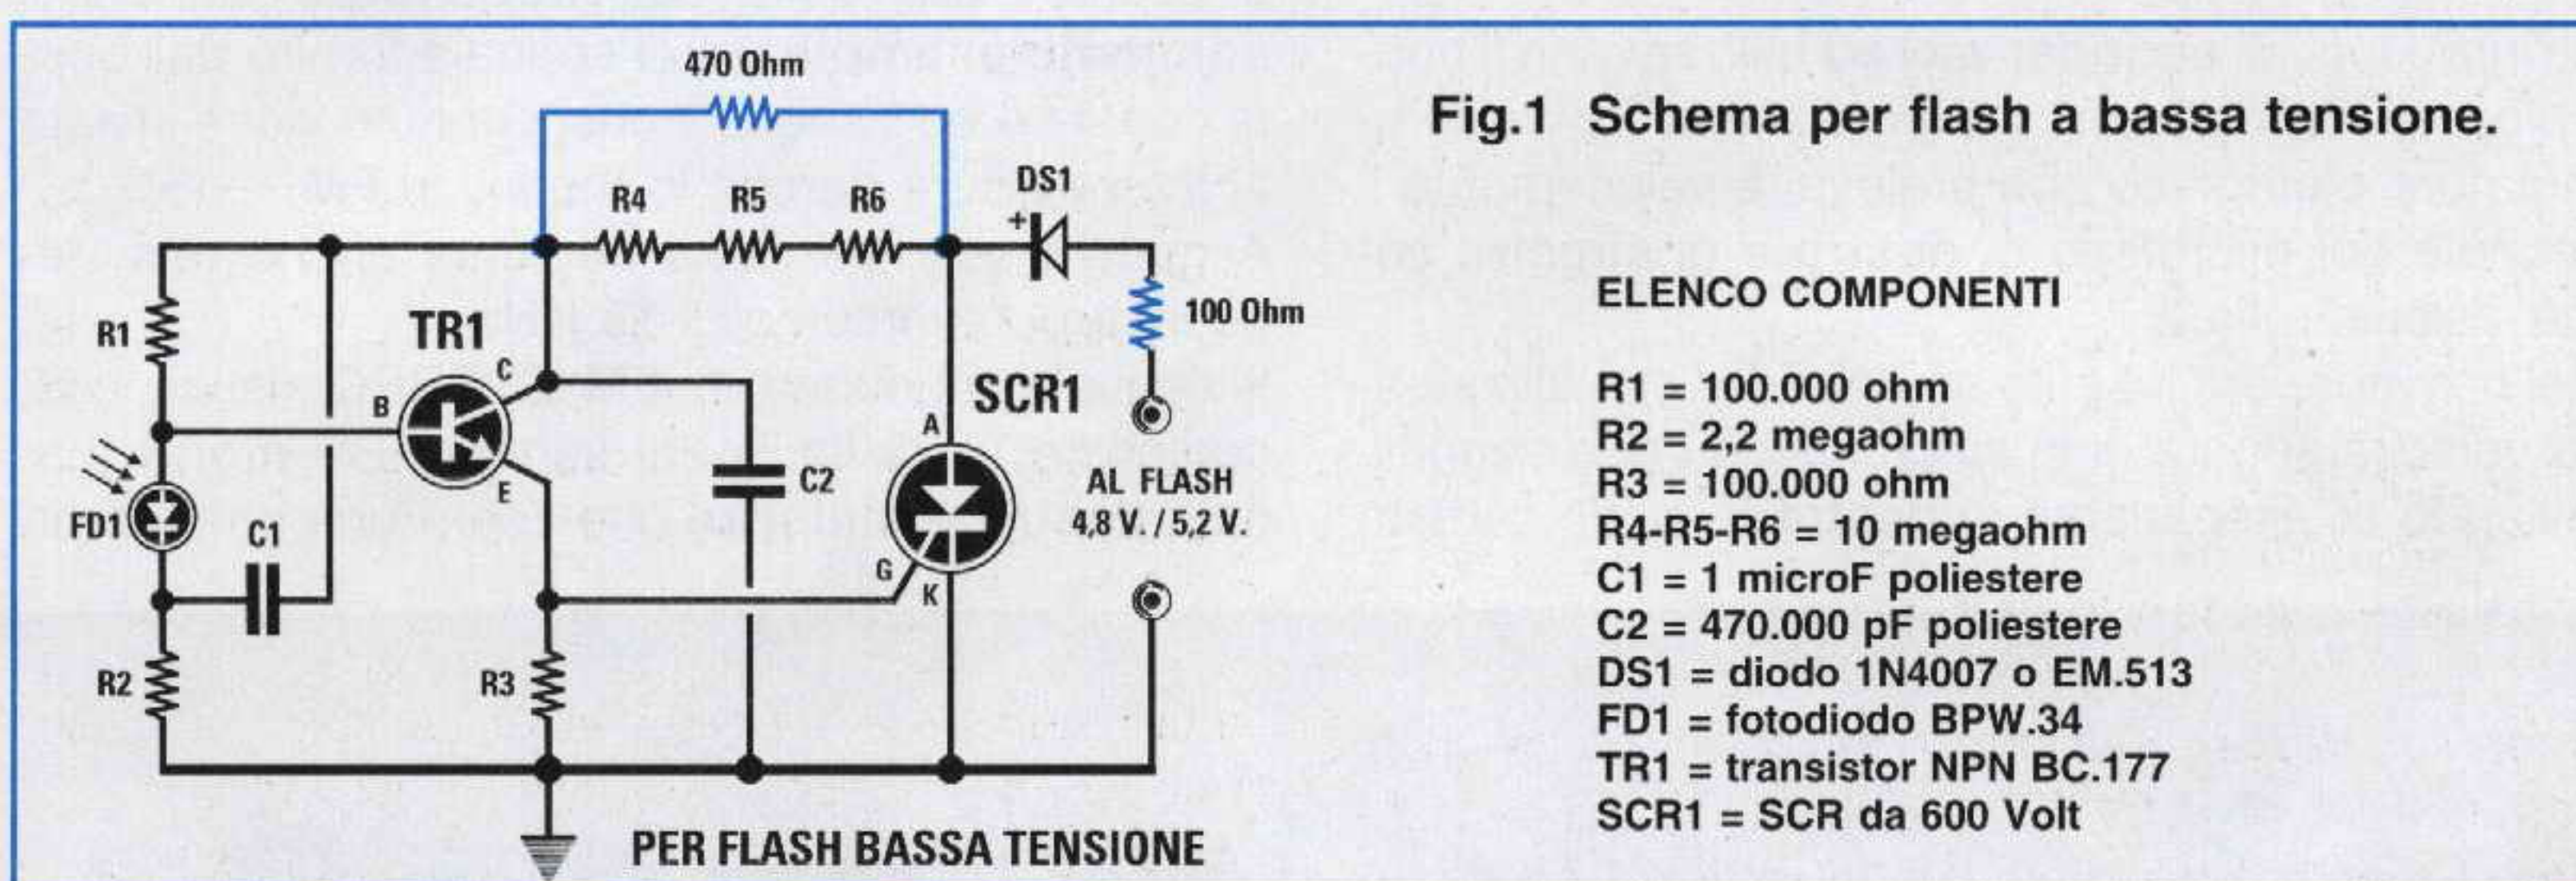 470 Ohm
Fig.1 Schema per flash a bassa tensione.
DS1
+
R4
R5
R6
R1
TR1
C
B
E
100 Ohm
SCR1
A
G
K
C2
AL FLASH
4,8 V. / 5,2 V.
FD1
C1
R2
R3
PER FLASH BASSA TENSIONE
ELENCO COMPONENTI
R1 = 100.000 ohm
R2 = 2,2 megaohm
R3 = 100.000 ohm
R4-R5-R6 = 10 megaohm
C1 = 1 microF poliestere
C2 = 470.000 pF poliestere
DS1 = diodo 1N4007 o EM.513
FD1 = fotodiodo BPW.34
TR1 = transistor NPN BC.177
SCR1 = SCR da 600 Volt